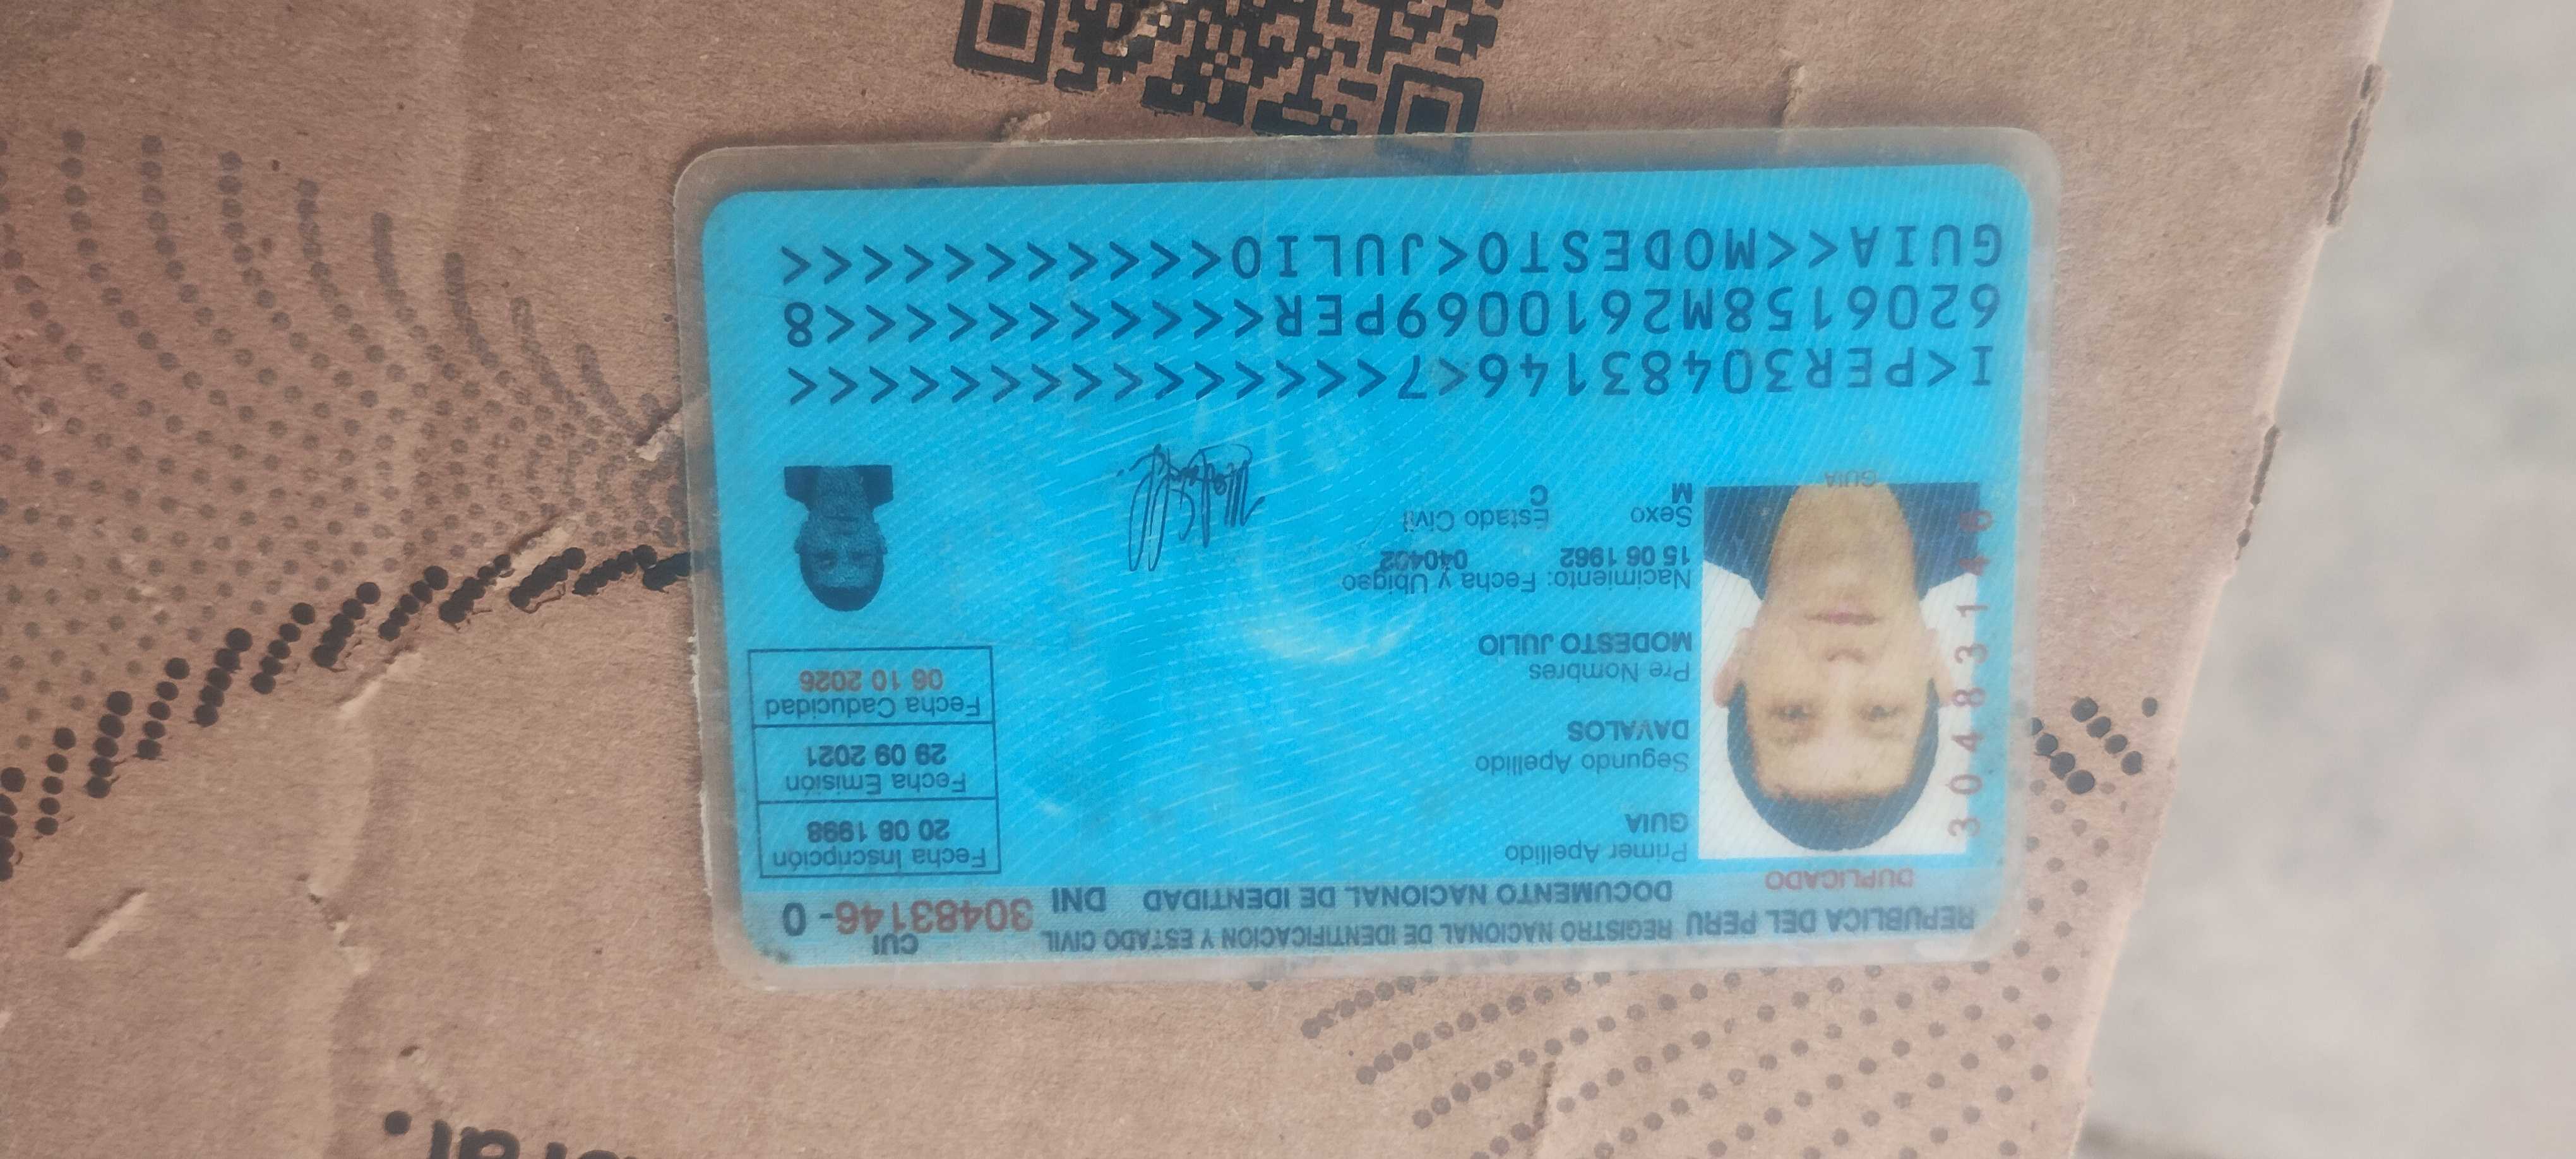 REPUBLICA DEL PERU REGISTRO NACIONAL DE IDENTIFICACION Y ESTADO CIVIL
CUI
DUPLICADO
DOCUMENTO NACIONAL DE IDENTIDAD DNI
30483146- 0
Primer Apellido
GUIA
Segundo Apellido
DAVALOS
Pre Nombres
MODESTO JULIO
Nacimiento: Fecha y Ubigeo
15 06 1962 040402
Sexo Estado Civil
M C
Fecha Inscripción
20 08 1998
Fecha Emisión
29 09 2021
Fecha Caducidad
06 10 2026
30483146
GUIA
I<PER30483146<7<<<<<<<<<<<<<<<
6206158M2610069PER<<<<<<<<<<<8
GUIA<<MODESTO<JULIO<<<<<<<<<<<